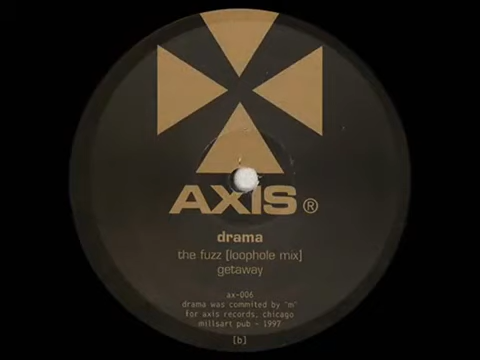 AXIS®
drama
the fuzz [loophole mix]
getaway
ax-006
drama was commited by "m"
for axis records, chicago
millsart pub - 1997
[b]